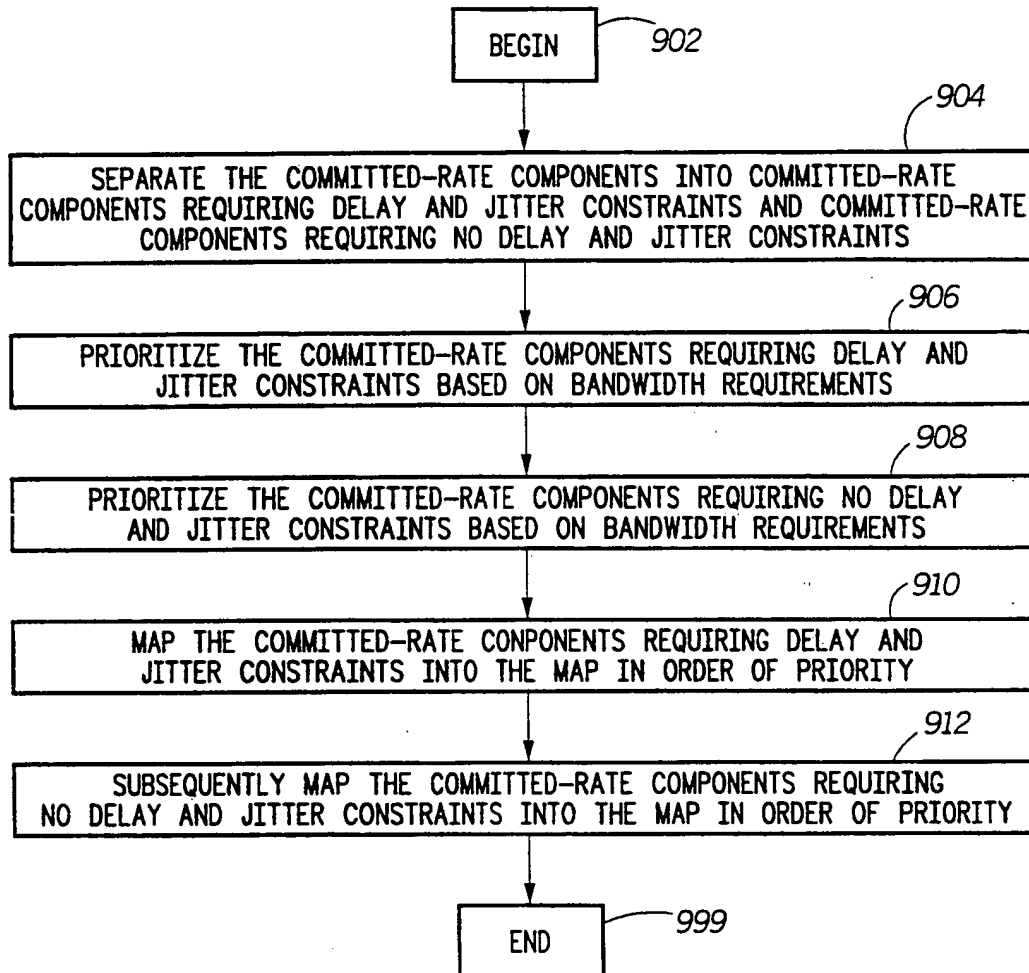 BEGIN
902
904
SEPARATE THE COMMITTED-RATE COMPONENTS INTO COMMITTED-RATE
COMPONENTS REQUIRING DELAY AND JITTER CONSTRAINTS AND COMMITTED-RATE
COMPONENTS REQUIRING NO DELAY AND JITTER CONSTRAINTS
906
PRIORITIZE THE COMMITTED-RATE COMPONENTS REQUIRING DELAY AND
JITTER CONSTRAINTS BASED ON BANDWIDTH REQUIREMENTS
908
PRIORITIZE THE COMMITTED-RATE COMPONENTS REQUIRING NO DELAY
AND JITTER CONSTRAINTS BASED ON BANDWIDTH REQUIREMENTS
910
MAP THE COMMITTED-RATE CONPONENTS REQUIRING DELAY AND
JITTER CONSTRAINTS INTO THE MAP IN ORDER OF PRIORITY
912
SUBSEQUENTLY MAP THE COMMITTED-RATE COMPONENTS REQUIRING
NO DELAY AND JITTER CONSTRAINTS INTO THE MAP IN ORDER OF PRIORITY
END
999